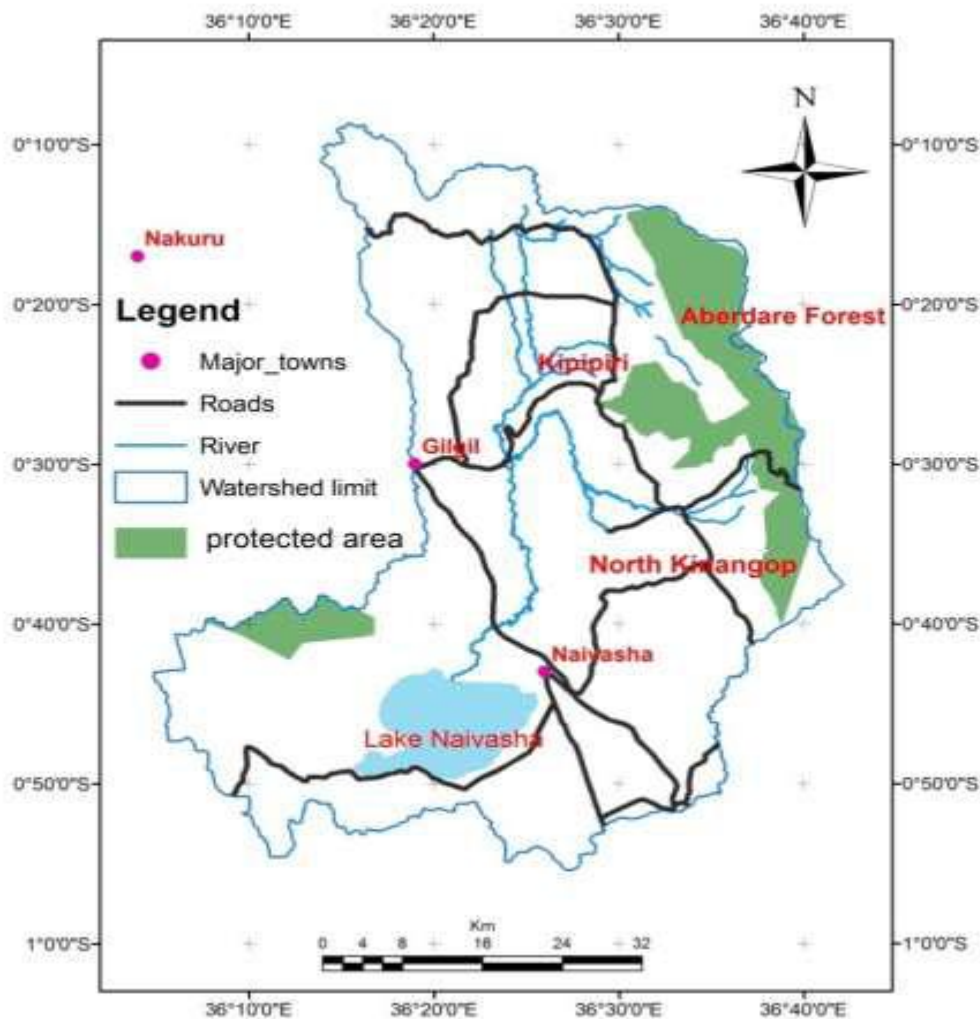 36°10'0"E 36°20'0"E 36°30'0"E 36°40'0"E
N
0°10'0"S 0°10'0"S
Nakuru
0°20'0"S 0°20'0"S
Legend
Aberdare Forest
Major_towns
Kipipiri
Roads
River
Gilgil
0°30'0"S 0°30'0"S
Watershed limit
protected area
North Kinangop
0°40'0"S 0°40'0"S
Naivasha
Lake Naivasha
0°50'0"S 0°50'0"S
Km
1°0'0"S 0 4 8 16 24 32 1°0'0"S
36°10'0"E 36°20'0"E 36°30'0"E 36°40'0"E